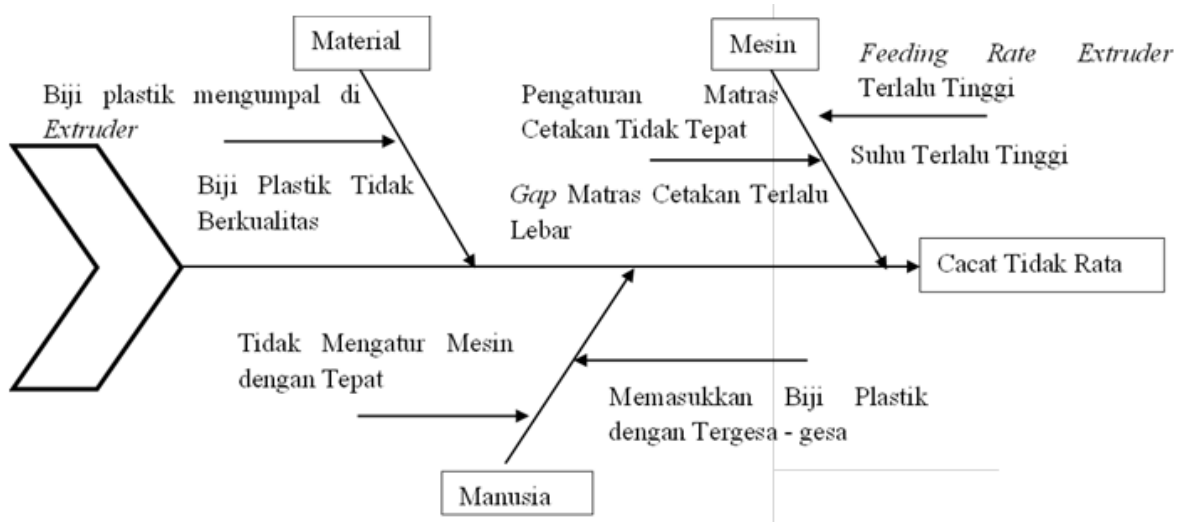 Material
Mesin
Feeding Rate Extruder
Terlalu Tinggi
Biji plastik mengumpal di
Extruder
Pengaturan Matras
Cetakan Tidak Tepat
Suhu Terlalu Tinggi
Biji Plastik Tidak
Berkualitas
Gap Matras Cetakan Terlalu
Lebar
Cacat Tidak Rata
Tidak Mengatur Mesin
dengan Tepat
Memasukkan Biji Plastik
dengan Tergesa - gesa
Manusia